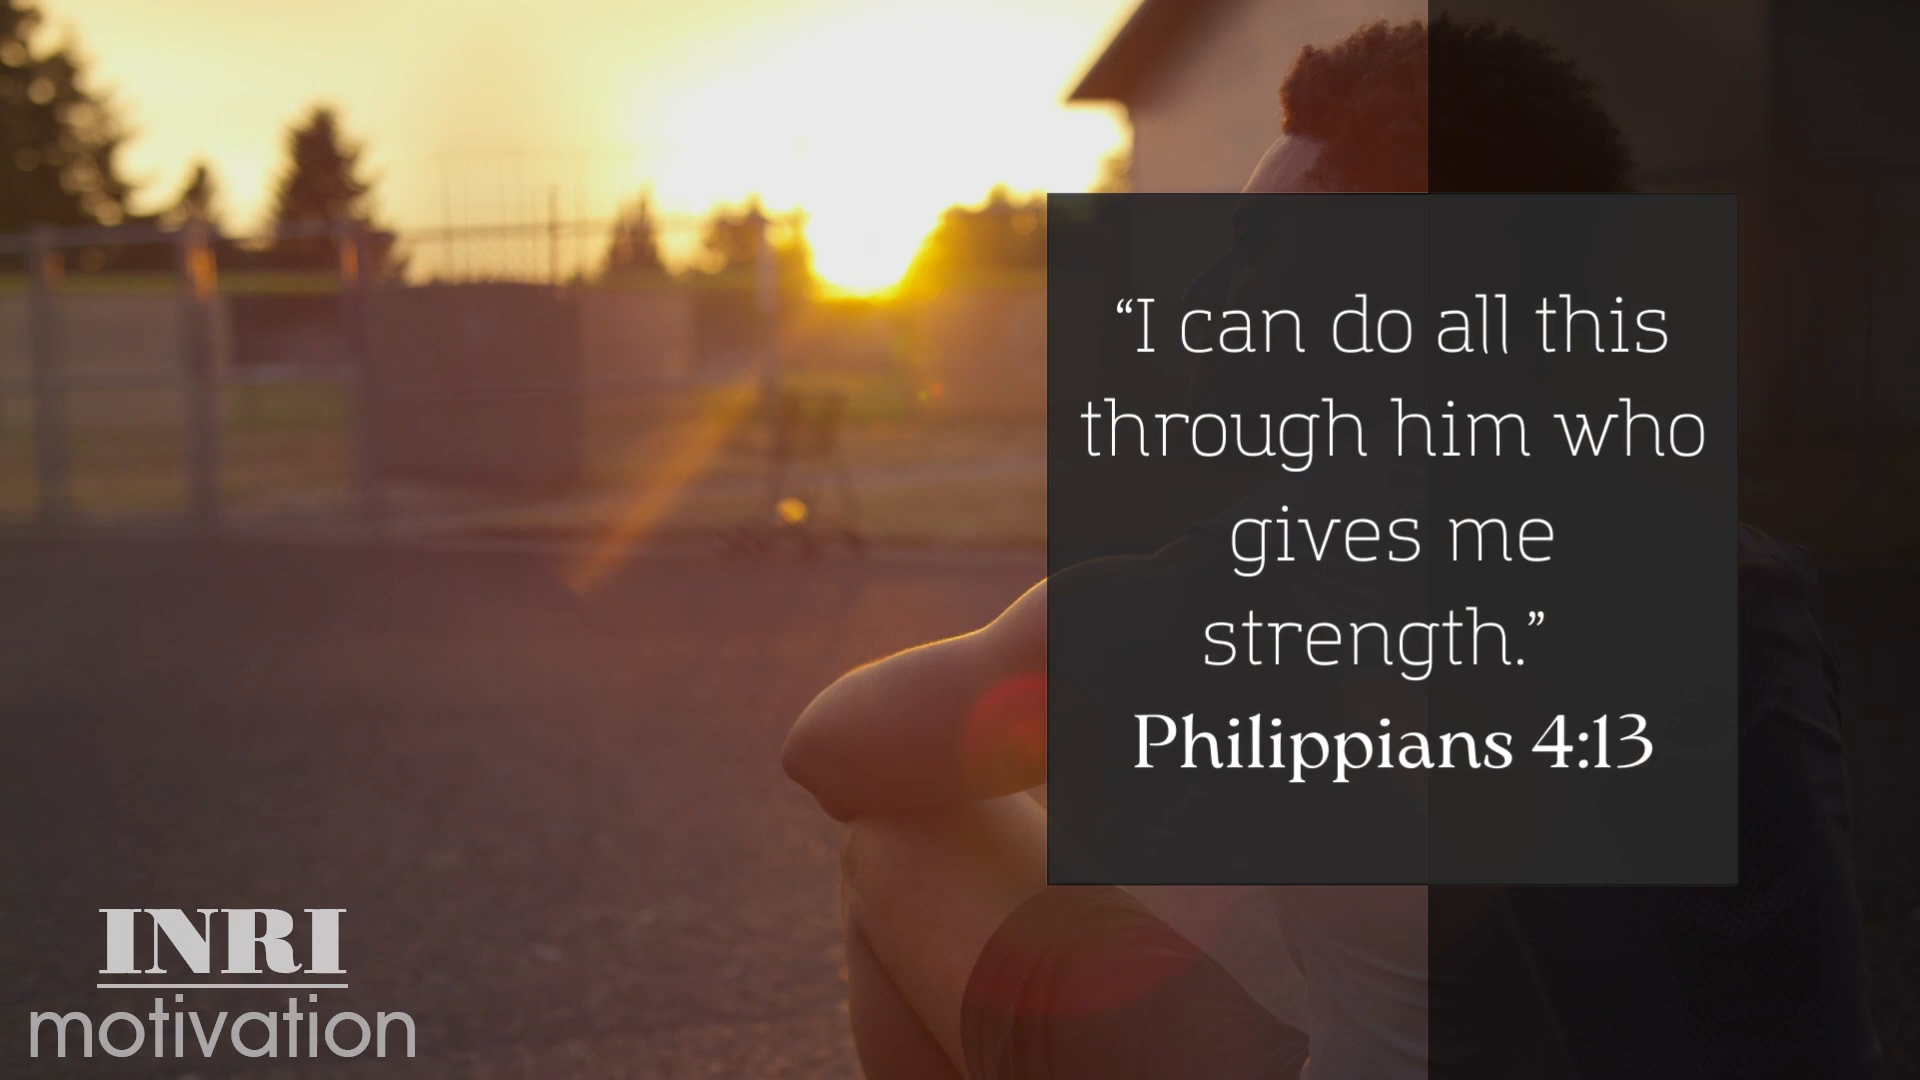 “I can do all this
through him who
gives me
strength.”
Philippians 4:13
INRI
motivation